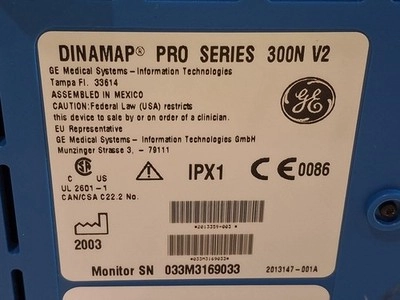 DINAMAP® PRO SERIES 300N V2
GE Medical Systems - Information Technologies
Tampa Fl. 33614
ASSEMBLED IN MEXICO
CAUTION:Federal Law (USA) restricts
this device to sale by or on order of a clinician.
EU Representative
GE Medical Systems - Information Technologies GmbH
Munzinger Strase 3, - 79111
GE
C US
UL 2601-1
CAN/CSA C22.2 No.
IPX1
CE 0086
2003
*033M3169033*
Monitor SN 033M3169033
2013147-001A